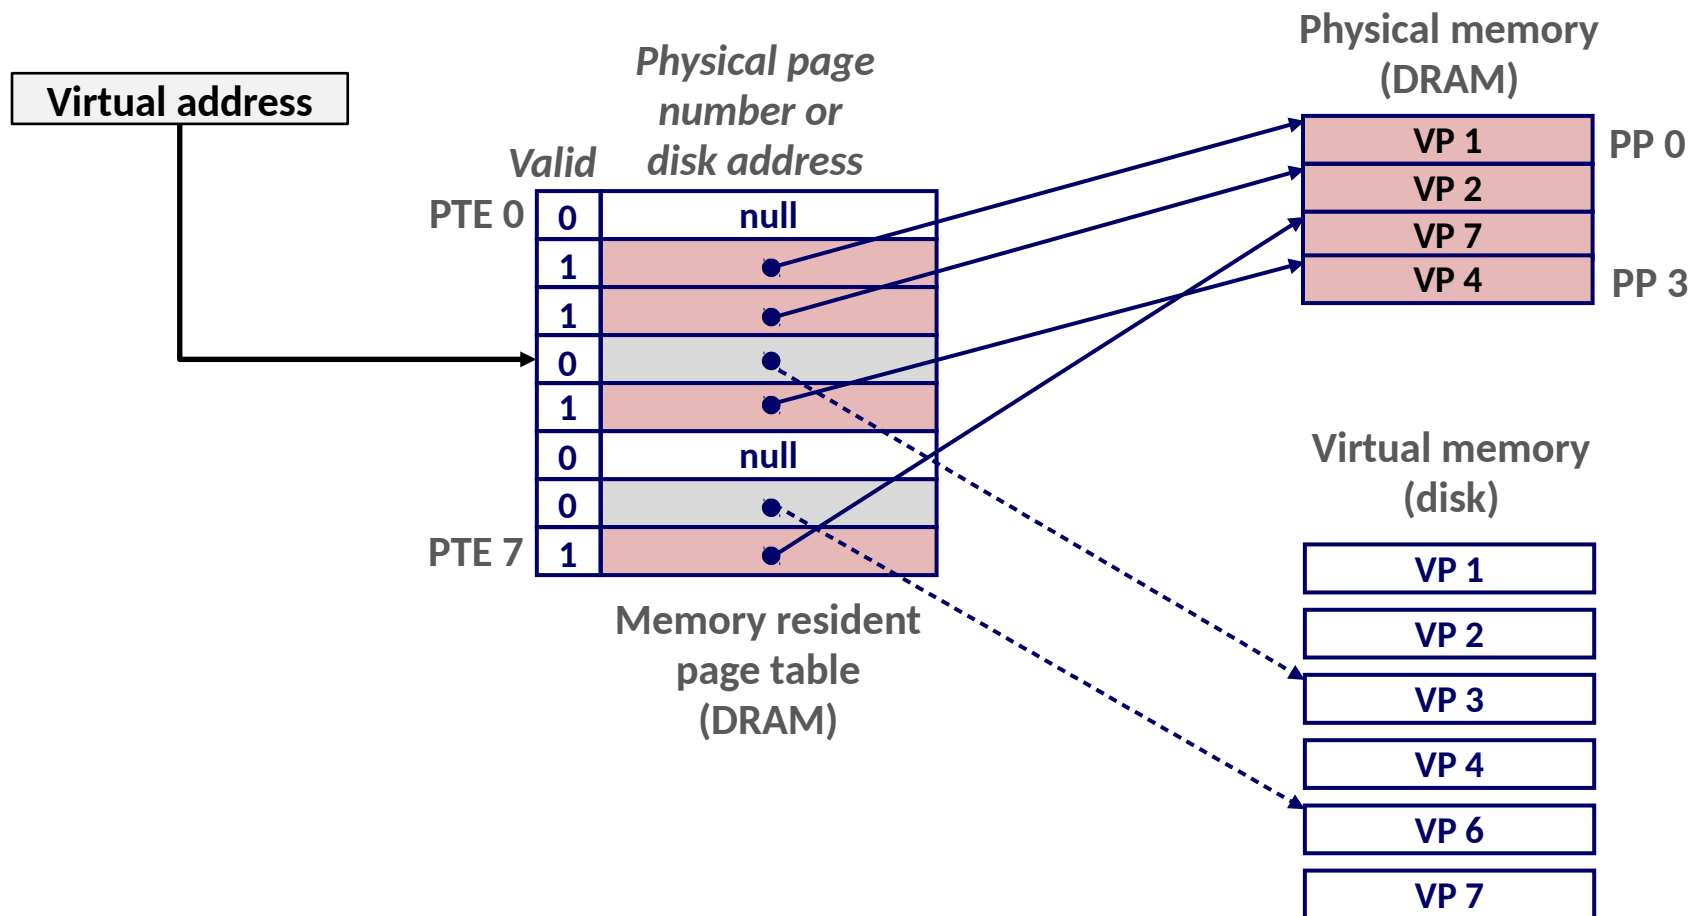 Virtual address
Physical page
number or
disk address
Valid
PTE 0
0
null
1
1
0
1
0
null
0
PTE 7
1
Memory resident
page table
(DRAM)
Physical memory
(DRAM)
VP 1
PP 0
VP 2
VP 7
VP 4
PP 3
Virtual memory
(disk)
VP 1
VP 2
VP 3
VP 4
VP 6
VP 7